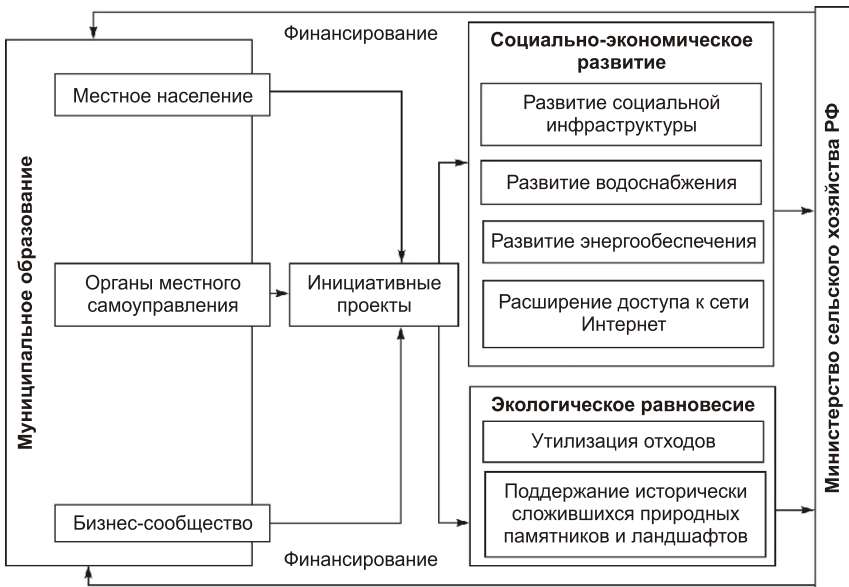 Финансирование
Муниципальное образование
Местное население
Органы местного
самоуправления
Бизнес-сообщество
Инициативные
проекты
Социально-экономическое
развитие
Развитие социальной
инфраструктуры
Развитие водоснабжения
Развитие энергообеспечения
Расширение доступа к сети
Интернет
Экологическое равновесие
Утилизация отходов
Поддержание исторически
сложившихся природных
памятников и ландшафтов
Министерство сельского хозяйства РФ
Финансирование